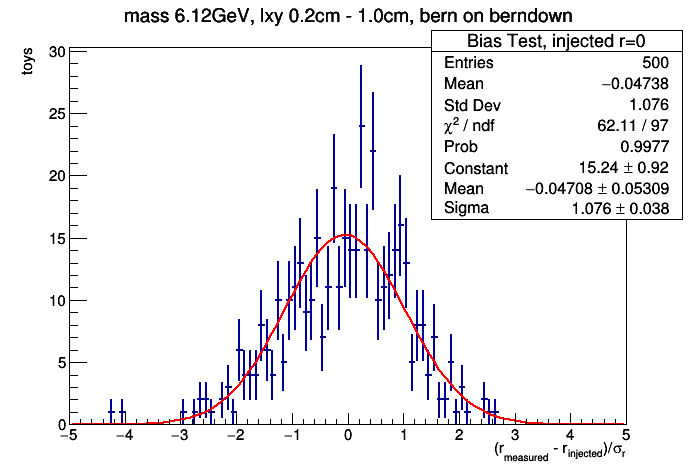 mass 6.12GeV, lxy 0.2cm - 1.0cm, bern on berndown
toys
Bias Test, injected r=0
Entries 500
Mean −0.04738
Std Dev 1.076
χ² / ndf 62.11 / 97
Prob 0.9977
Constant 15.24 ± 0.92
Mean −0.04708 ± 0.05309
Sigma 1.076 ± 0.038
30
25
20
15
10
5
0
−5 −4 −3 −2 −1 0 1 2 3 4 5
(r_measured - r_injected)/σ_r